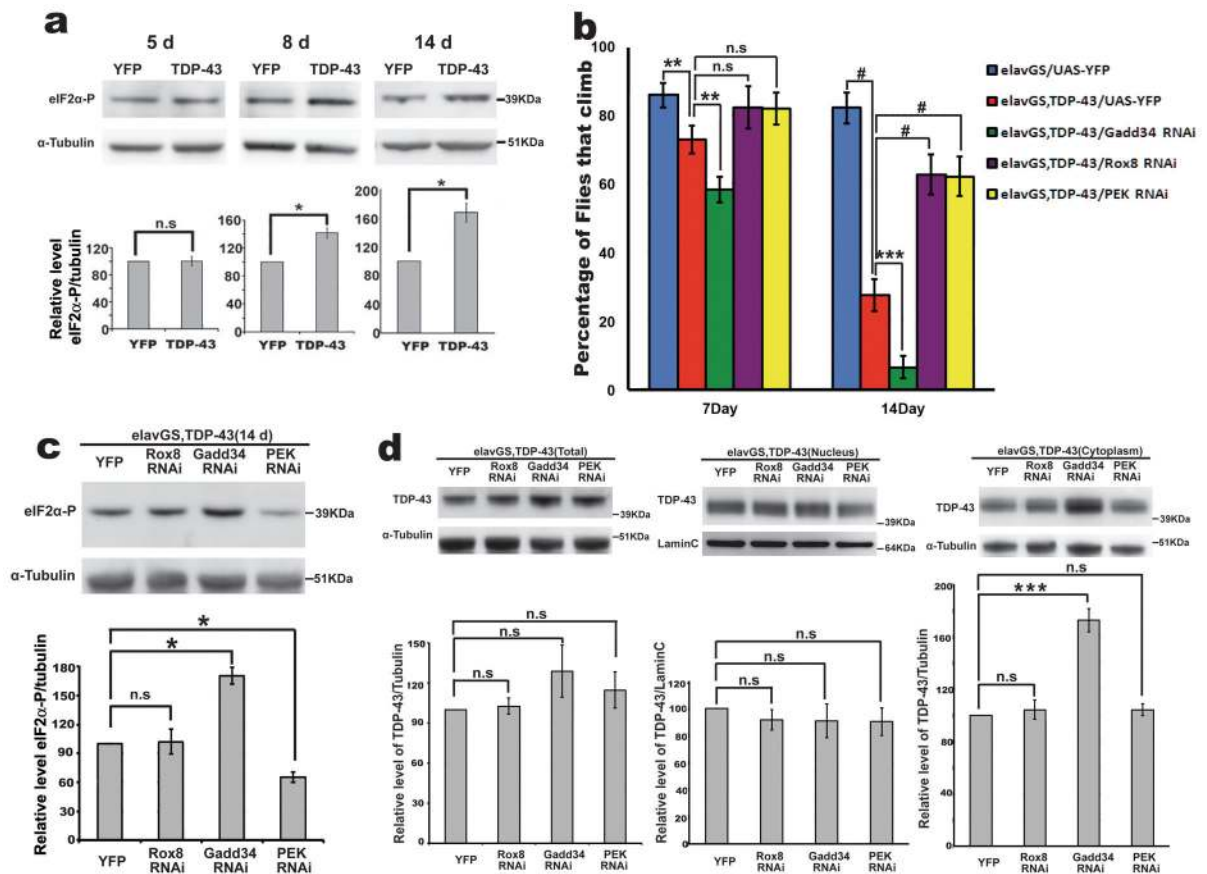 a
5 d
8 d
14 d
YFP TDP-43
YFP TDP-43
YFP TDP-43
eIF2α-P
39KDa
α-Tubulin
51KDa
Relative level
eIF2α-P/tubulin
n.s
120
100
80
40
0
YFP TDP-43
*
160
140
120
100
80
40
0
YFP TDP-43
*
200
160
120
100
80
40
0
YFP TDP-43
b
Percentage of Flies that climb
100
80
60
40
20
0
** n.s n.s **
# # # ***
7Day
14Day
elavGS/UAS-YFP
elavGS,TDP-43/UAS-YFP
elavGS,TDP-43/Gadd34 RNAi
elavGS,TDP-43/Rox8 RNAi
elavGS,TDP-43/PEK RNAi
c
elavGS,TDP-43(14 d)
YFP Rox8 RNAi Gadd34 RNAi PEK RNAi
eIF2α-P
39KDa
α-Tubulin
51KDa
Relative level eIF2α-P/tubulin
180
150
120
90
60
30
0
n.s
*
*
YFP Rox8 RNAi Gadd34 RNAi PEK RNAi
d
elavGS,TDP-43(Total)
YFP Rox8 RNAi Gadd34 RNAi PEK RNAi
TDP-43
39KDa
α-Tubulin
51KDa
Relative level of TDP-43/Tubulin
150
120
100
90
60
30
0
n.s
n.s
n.s
YFP Rox8 RNAi Gadd34 RNAi PEK RNAi
elavGS,TDP-43(Nucleus)
YFP Rox8 RNAi Gadd34 RNAi PEK RNAi
TDP-43
39KDa
LaminC
64KDa
Relative level of TDP-43/LaminC
120
100
80
60
40
20
0
n.s
n.s
n.s
YFP Rox8 RNAi Gadd34 RNAi PEK RNAi
elavGS,TDP-43(Cytoplasm)
YFP Rox8 RNAi Gadd34 RNAi PEK RNAi
TDP-43
39KDa
α-Tubulin
51KDa
Relative level of TDP-43/Tubulin
200
160
120
100
80
40
0
n.s
***
n.s
YFP Rox8 RNAi Gadd34 RNAi PEK RNAi